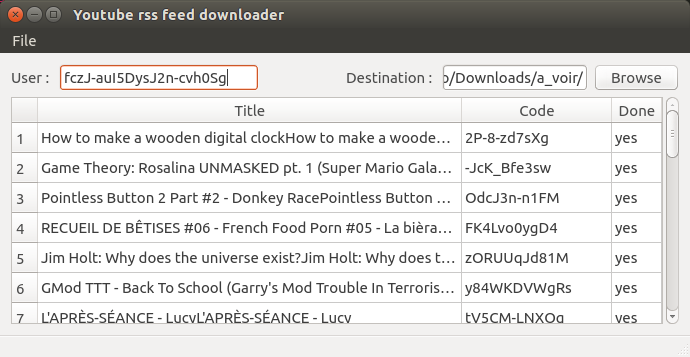 Youtube rss feed downloader
File
User : fczJ-auI5DysJ2n-cvh0Sg Destination : o/Downloads/a_voir/ Browse
Title Code Done
1 How to make a wooden digital clockHow to make a woode… 2P-8-zd7sXg yes
2 Game Theory: Rosalina UNMASKED pt. 1 (Super Mario Gala… -JcK_Bfe3sw yes
3 Pointless Button 2 Part #2 - Donkey RacePointless Button … OdcJ3n-n1FM yes
4 RECUEIL DE BÊTISES #06 - French Food Porn #05 - La bièra… FK4Lvo0ygD4 yes
5 Jim Holt: Why does the universe exist?Jim Holt: Why does t… zORUUqJd81M yes
6 GMod TTT - Back To School (Garry's Mod Trouble In Terroris… y84WKDVWgRs yes
7 L'APRÈS-SÉANCE - LucyL'APRÈS-SÉANCE - Lucy tV5CM-LNXOg yes